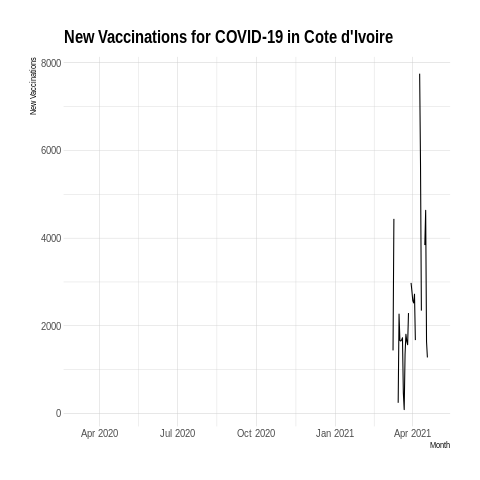 New Vaccinations for COVID-19 in Cote d'Ivoire
New Vaccinations
8000
6000
4000
2000
0
Apr 2020 Jul 2020 Oct 2020 Jan 2021 Apr 2021
Month